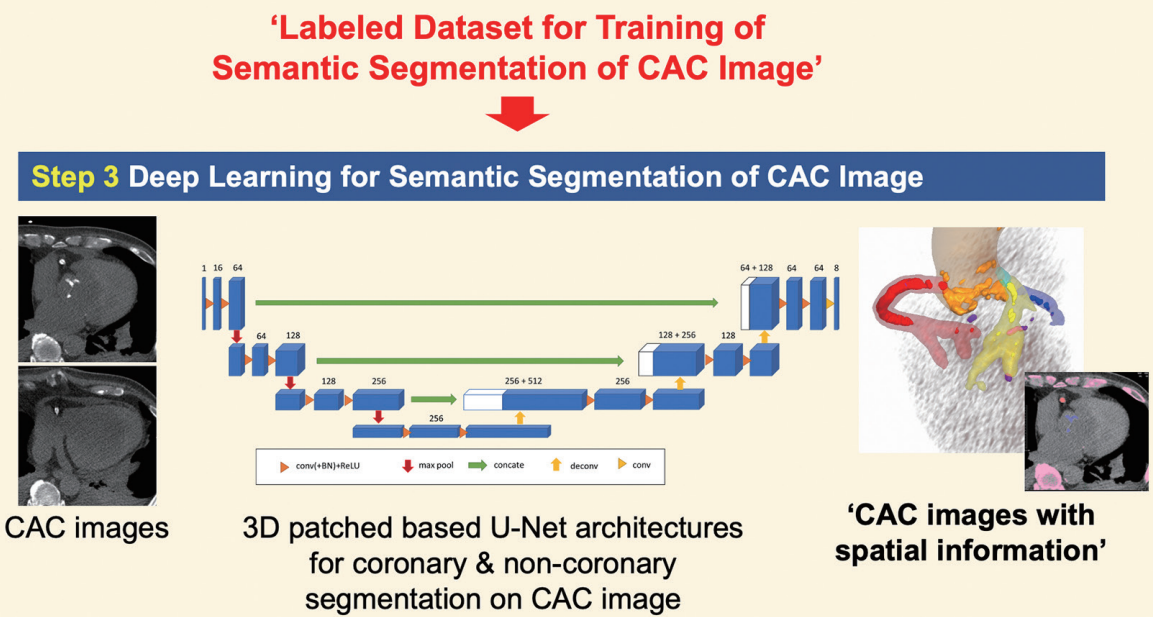 ‘Labeled Dataset for Training of
Semantic Segmentation of CAC Image’
Step 3 Deep Learning for Semantic Segmentation of CAC Image
1 16 64
64 + 128 64 64 8
64 128
128 + 256 128
128 256
256 + 512 256
256
conv(+BN)+ReLU max pool concate deconv conv
CAC images
3D patched based U-Net architectures
for coronary & non-coronary
segmentation on CAC image
‘CAC images with
spatial information’